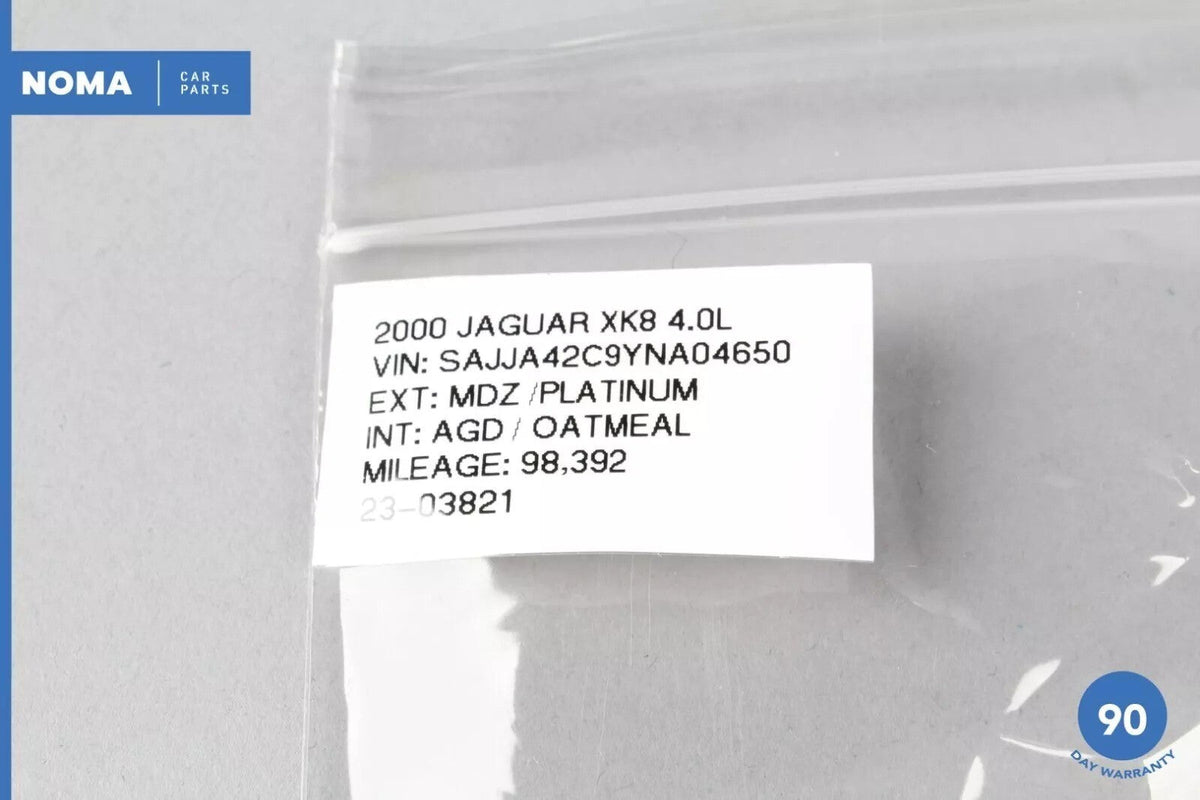 NOMA
CAR
PARTS
2000 JAGUAR XK8 4.0L
VIN: SAJJA42C9YNA04650
EXT: MDZ /PLATINUM
INT: AGD / OATMEAL
MILEAGE: 98,392
23-03821
90
DAY WARRANTY